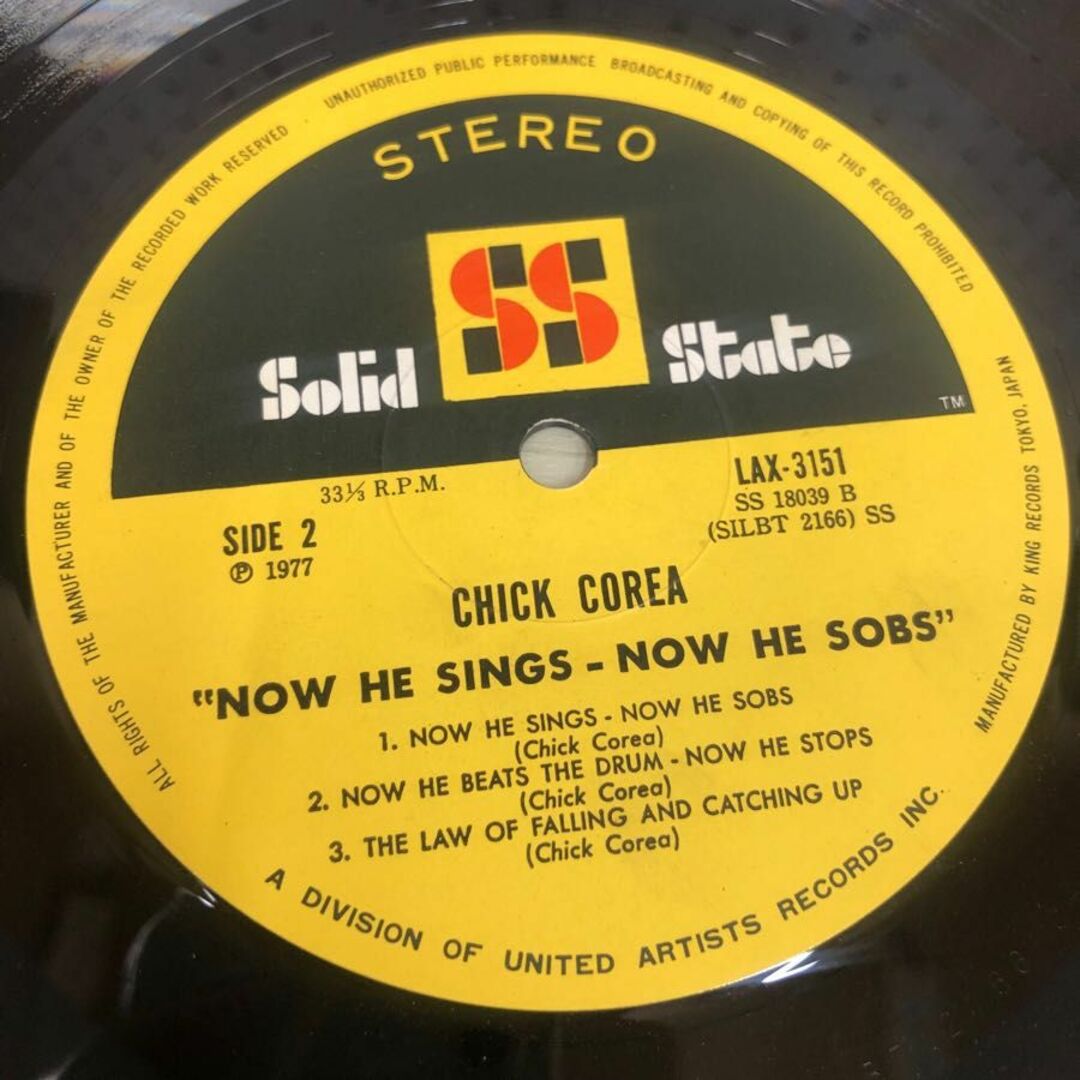 ALL RIGHTS OF THE MANUFACTURER AND OF THE OWNER OF THE RECORDED WORK RESERVED
UNAUTHORIZED PUBLIC PERFORMANCE BROADCASTING AND COPYING OF THIS RECORD PROHIBITED
MANUFACTURED BY KING RECORDS TOKYO, JAPAN
STEREO
SS
Solid State
TM
33⅓ R.P.M.
LAX-3151
SS 18039 B
(SILBT 2166) SS
SIDE 2
Ⓟ 1977
CHICK COREA
"NOW HE SINGS - NOW HE SOBS"
1. NOW HE SINGS - NOW HE SOBS
(Chick Corea)
2. NOW HE BEATS THE DRUM - NOW HE STOPS
(Chick Corea)
3. THE LAW OF FALLING AND CATCHING UP
(Chick Corea)
A DIVISION OF UNITED ARTISTS RECORDS INC.